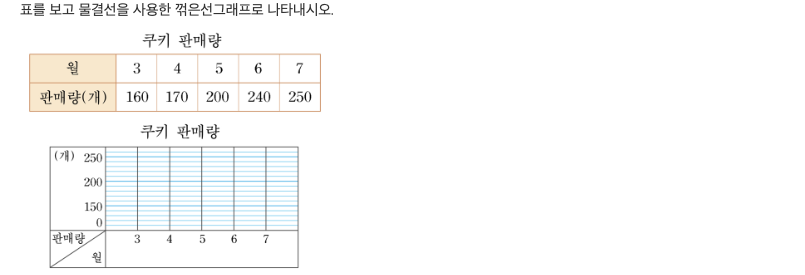 표를 보고 물결선을 사용한 꺾은선그래프로 나타내시오.
쿠키 판매량
월 3 4 5 6 7
판매량(개) 160 170 200 240 250
쿠키 판매량
(개) 250
200
150
0
판매량 3 4 5 6 7
월